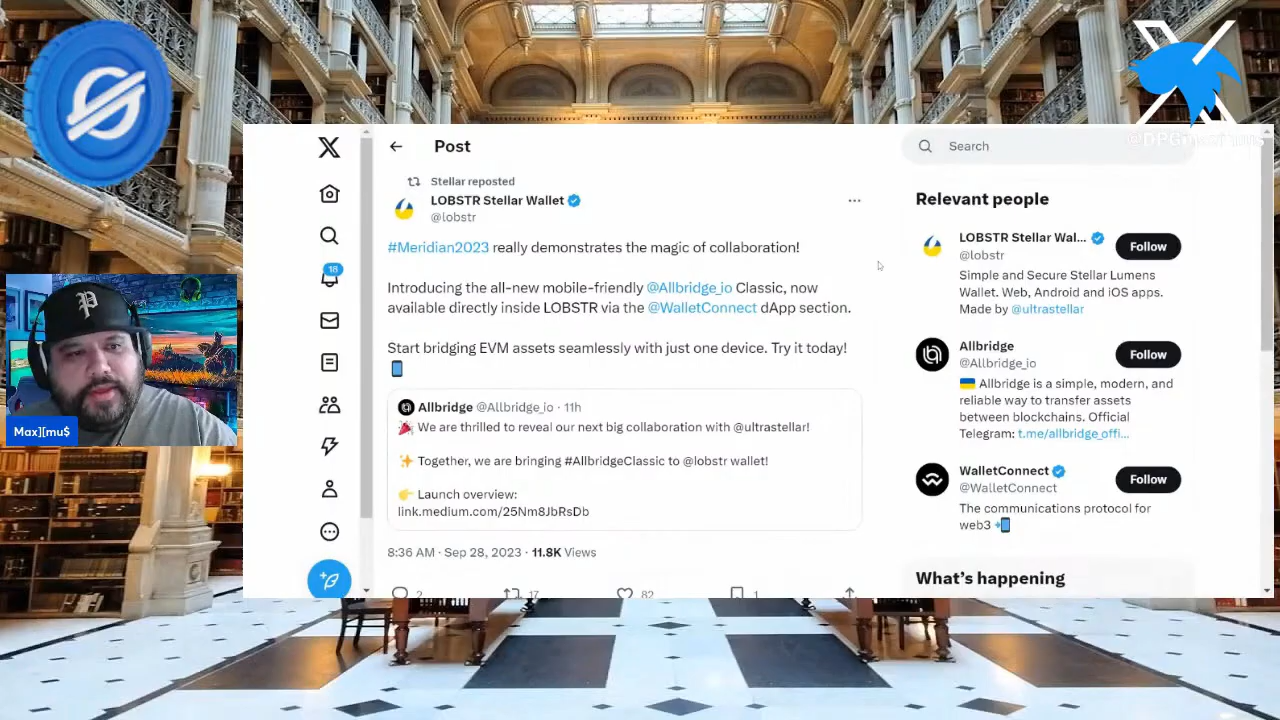 Post
Search
Stellar reposted
LOBSTR Stellar Wallet
@lobstr
#Meridian2023 really demonstrates the magic of collaboration!
Introducing the all-new mobile-friendly @Allbridge_io Classic, now
available directly inside LOBSTR via the @WalletConnect dApp section.
Start bridging EVM assets seamlessly with just one device. Try it today!
Allbridge @Allbridge_io · 11h
We are thrilled to reveal our next big collaboration with @ultrastellar!
Together, we are bringing #AllbridgeClassic to @lobstr wallet!
Launch overview:
link.medium.com/25Nm8JbRsDb
8:36 AM · Sep 28, 2023 · 11.8K Views
2 17 82 1
Relevant people
LOBSTR Stellar Wal...
@lobstr
Follow
Simple and Secure Stellar Lumens
Wallet. Web, Android and iOS apps.
Made by @ultrastellar
Allbridge
@Allbridge_io
Follow
Allbridge is a simple, modern, and
reliable way to transfer assets
between blockchains. Official
Telegram: t.me/allbridge_offi...
WalletConnect
@WalletConnect
Follow
The communications protocol for
web3
What's happening
18
P
Max][mu$